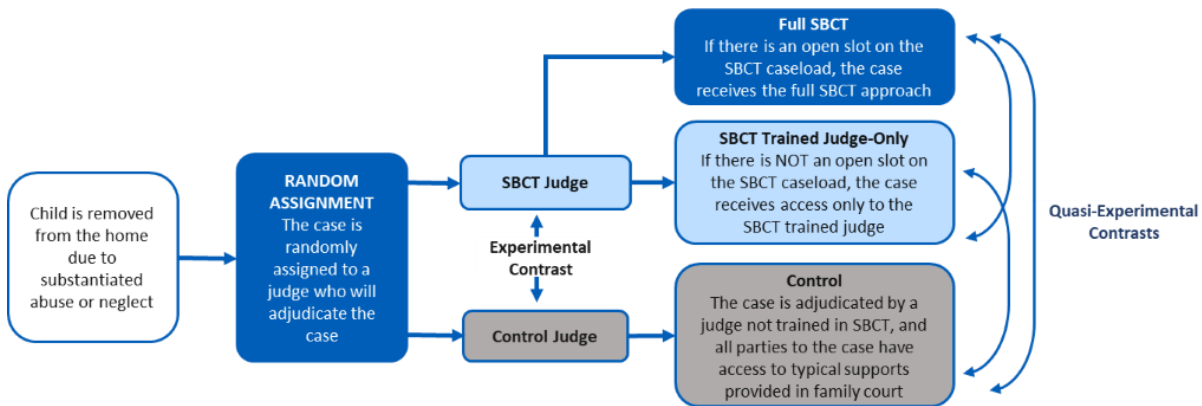 Full SBCT
If there is an open slot on the
SBCT caseload, the case
receives the full SBCT approach
SBCT Trained Judge-Only
If there is NOT an open slot on
the SBCT caseload, the case
receives access only to the
SBCT trained judge
Child is removed
from the home
due to
substantiated
abuse or neglect
RANDOM
ASSIGNMENT
The case is
randomly
assigned to a
judge who will
adjudicate the
case
SBCT Judge
Experimental
Contrast
Control Judge
Control
The case is adjudicated by a
judge not trained in SBCT, and
all parties to the case have
access to typical supports
provided in family court
Quasi-Experimental
Contrasts